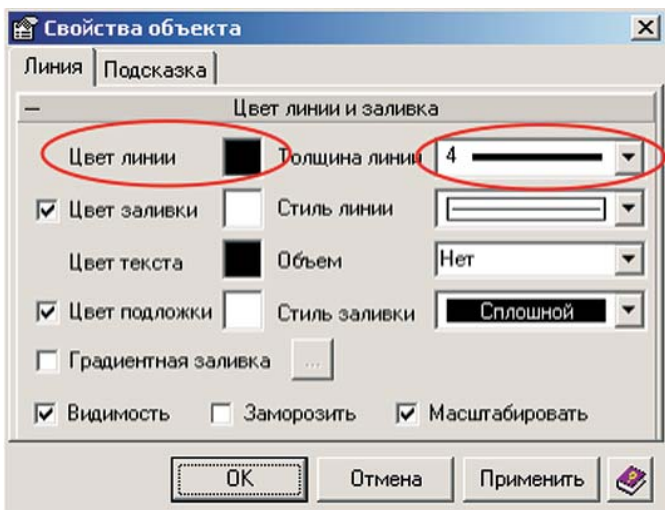 Свойства объекта
Линия Подсказка
Цвет линии и заливка
Цвет линии Толщина линии 4
Цвет заливки Стиль линии
Цвет текста Объем Нет
Цвет подложки Стиль заливки Сплошной
Градиентная заливка ...
Видимость Заморозить Масштабировать
OK Отмена Применить